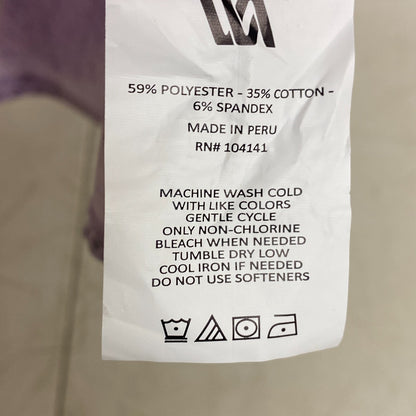 59% POLYESTER - 35% COTTON -
6% SPANDEX
MADE IN PERU
RN# 104141
MACHINE WASH COLD
WITH LIKE COLORS
GENTLE CYCLE
ONLY NON-CHLORINE
BLEACH WHEN NEEDED
TUMBLE DRY LOW
COOL IRON IF NEEDED
DO NOT USE SOFTENERS